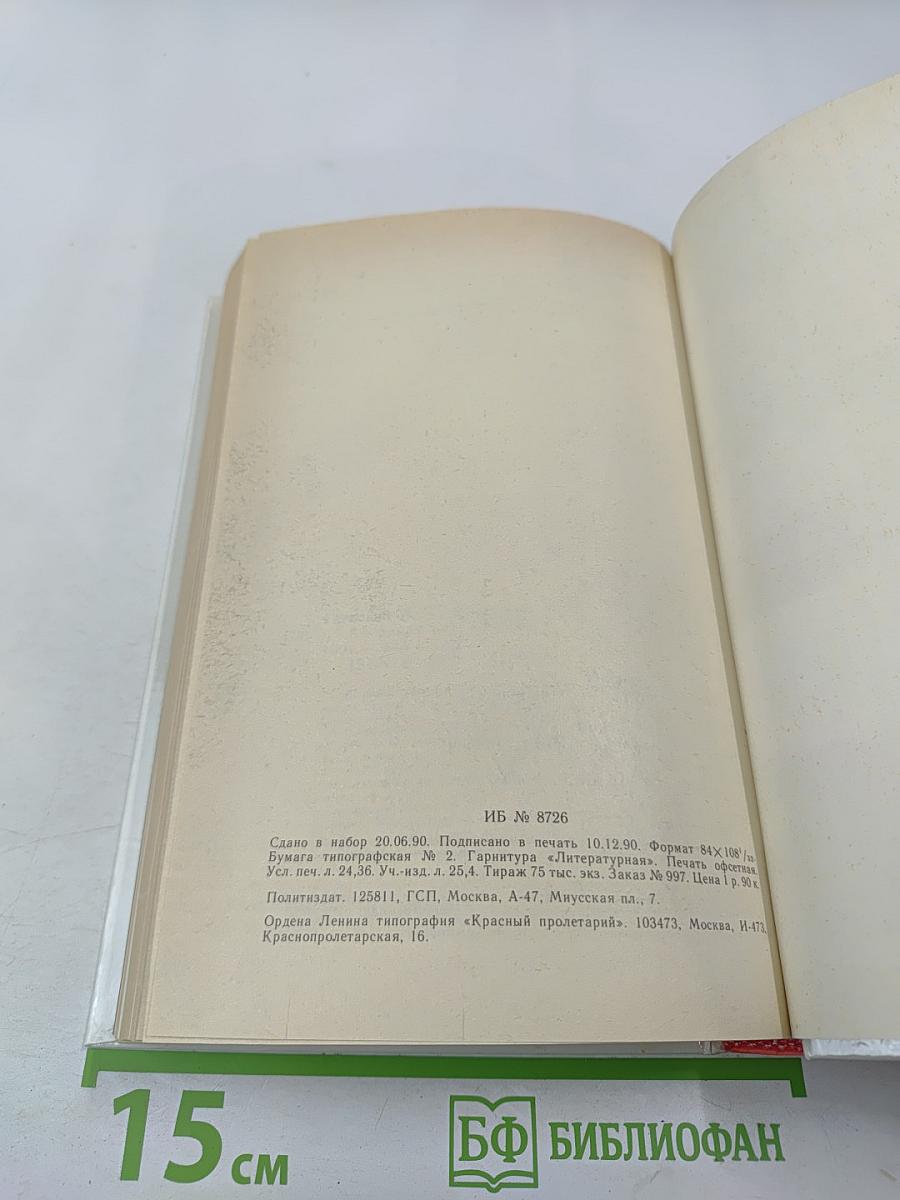 ИБ № 8726
Сдано в набор 20.06.90. Подписано в печать 10.12.90. Формат 84×108¹/₃₂.
Бумага типографская № 2. Гарнитура «Литературная». Печать офсетная.
Усл. печ. л. 24,36. Уч.-изд. л. 25,4. Тираж 75 тыс. экз. Заказ № 997. Цена 1 р. 90 к.
Политиздат. 125811, ГСП, Москва, А-47, Миусская пл., 7.
Ордена Ленина типография «Красный пролетарий». 103473, Москва, И-473,
Краснопролетарская, 16.
15 см
БФ БИБЛИОФАН